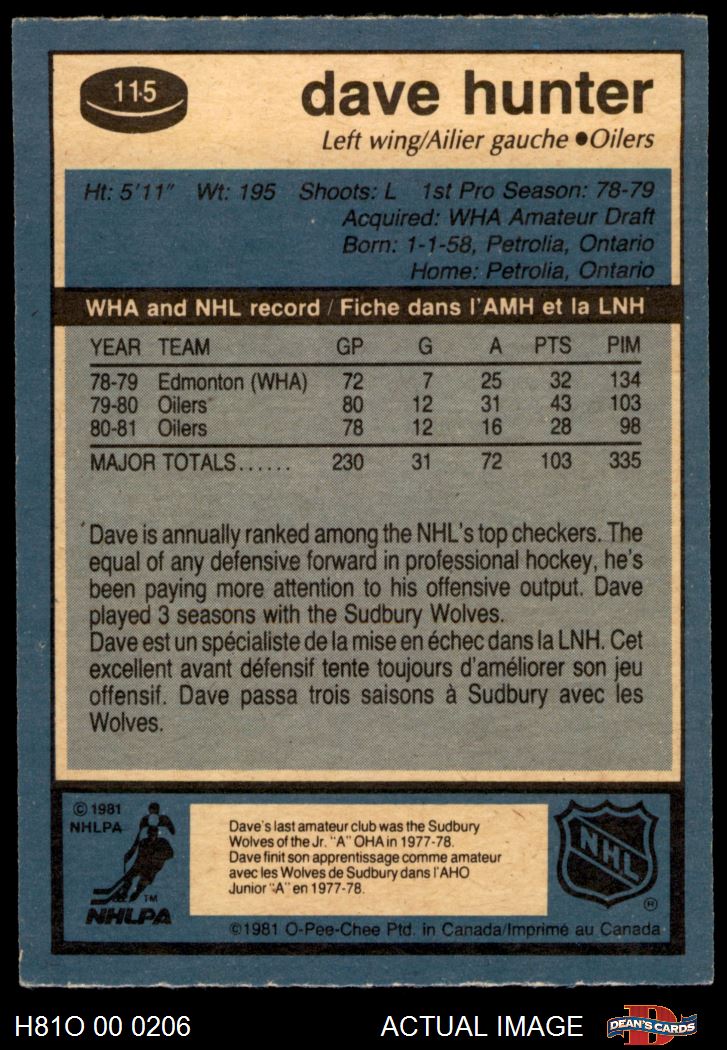 115
dave hunter
Left wing/Ailier gauche ●Oilers
Ht: 5'11" Wt: 195 Shoots: L 1st Pro Season: 78-79
Acquired: WHA Amateur Draft
Born: 1-1-58, Petrolia, Ontario
Home: Petrolia, Ontario
WHA and NHL record / Fiche dans l'AMH et la LNH
YEAR TEAM GP G A PTS PIM
78-79 Edmonton (WHA) 72 7 25 32 134
79-80 Oilers 80 12 31 43 103
80-81 Oilers 78 12 16 28 98
MAJOR TOTALS...... 230 31 72 103 335
Dave is annually ranked among the NHL's top checkers. The
equal of any defensive forward in professional hockey, he's
been paying more attention to his offensive output. Dave
played 3 seasons with the Sudbury Wolves.
Dave est un spécialiste de la mise en échec dans la LNH. Cet
excellent avant défensif tente toujours d'améliorer son jeu
offensif. Dave passa trois saisons à Sudbury avec les
Wolves.
© 1981
NHLPA
TM
NHLPA
Dave's last amateur club was the Sudbury
Wolves of the Jr. "A" OHA in 1977-78.
Dave finit son apprentissage comme amateur
avec les Wolves de Sudbury dans l'AHO
Junior "A" en 1977-78.
NHL
®
©1981 O-Pee-Chee Ptd. in Canada/Imprimé au Canada
H81O 00 0206
ACTUAL IMAGE
D
DEAN'S CARDS